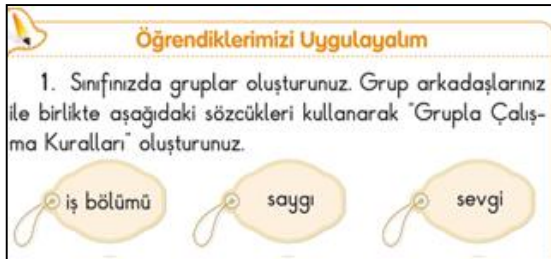 Öğrendiklerimizi Uygulayalım
1. Sınıfınızda gruplar oluşturunuz. Grup arkadaşlarınız
ile birlikte aşağıdaki sözcükleri kullanarak "Grupla Çalış-
ma Kuralları" oluşturunuz.
iş bölümü saygı sevgi